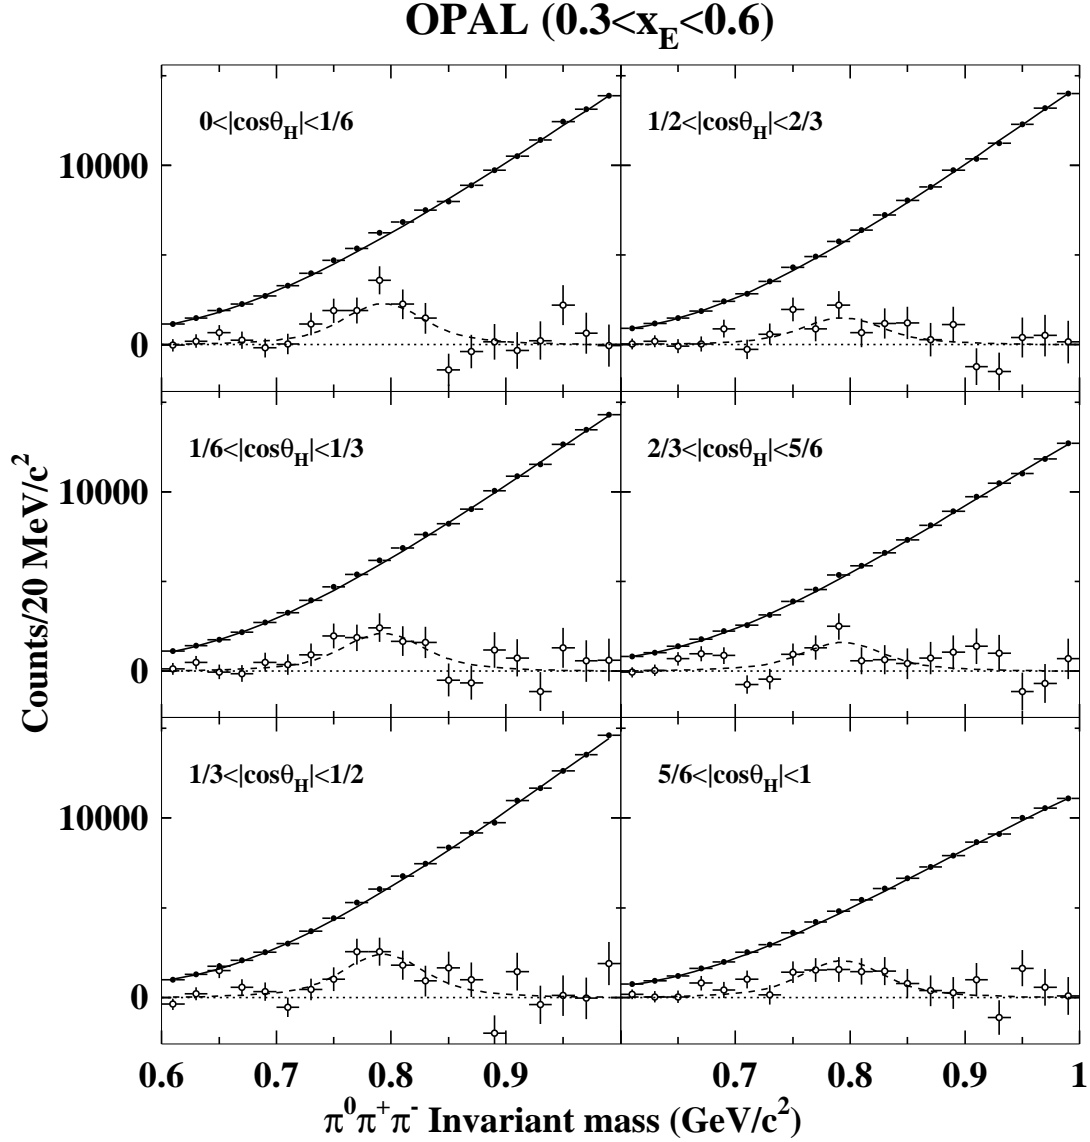 OPAL (0.3<x_E<0.6)
0<|cosθ_H|<1/6
1/2<|cosθ_H|<2/3
10000
0
1/6<|cosθ_H|<1/3
2/3<|cosθ_H|<5/6
10000
0
1/3<|cosθ_H|<1/2
5/6<|cosθ_H|<1
10000
0
Counts/20 MeV/c²
0.6 0.7 0.8 0.9 0.7 0.8 0.9 1
π⁰π⁺π⁻ Invariant mass (GeV/c²)